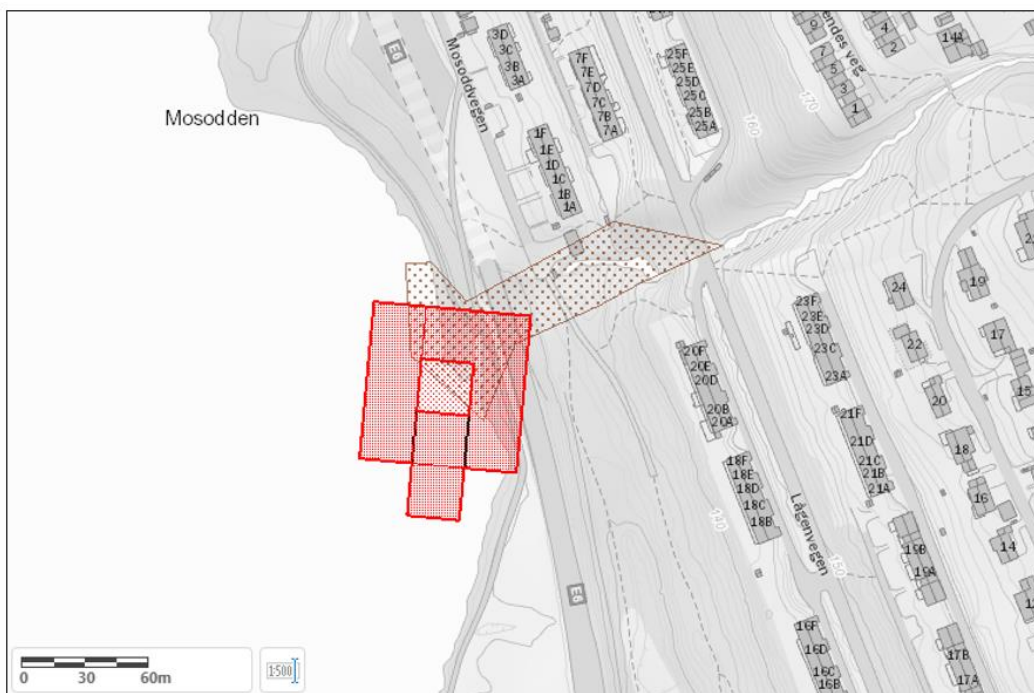 Mosodden
E6
Mosoddvegen
3D
3C
3B
3A
7F
7E
7D
7C
7B
7A
25F
25E
25D
25C
25B
25A
9
7
5
3
1
4
2
14A
170
160
1F
1E
1D
1C
1B
1A
23F
23E
23D
23C
23A
24
22
20
18
16
14
19
17
15
20F
20E
20D
20B
20A
21F
21D
21C
21B
21A
18F
18E
18D
18C
18B
140
Lågenvegen
150
19B
19A
E6
16F
16D
16C
16B
17B
17A
0 30 60m